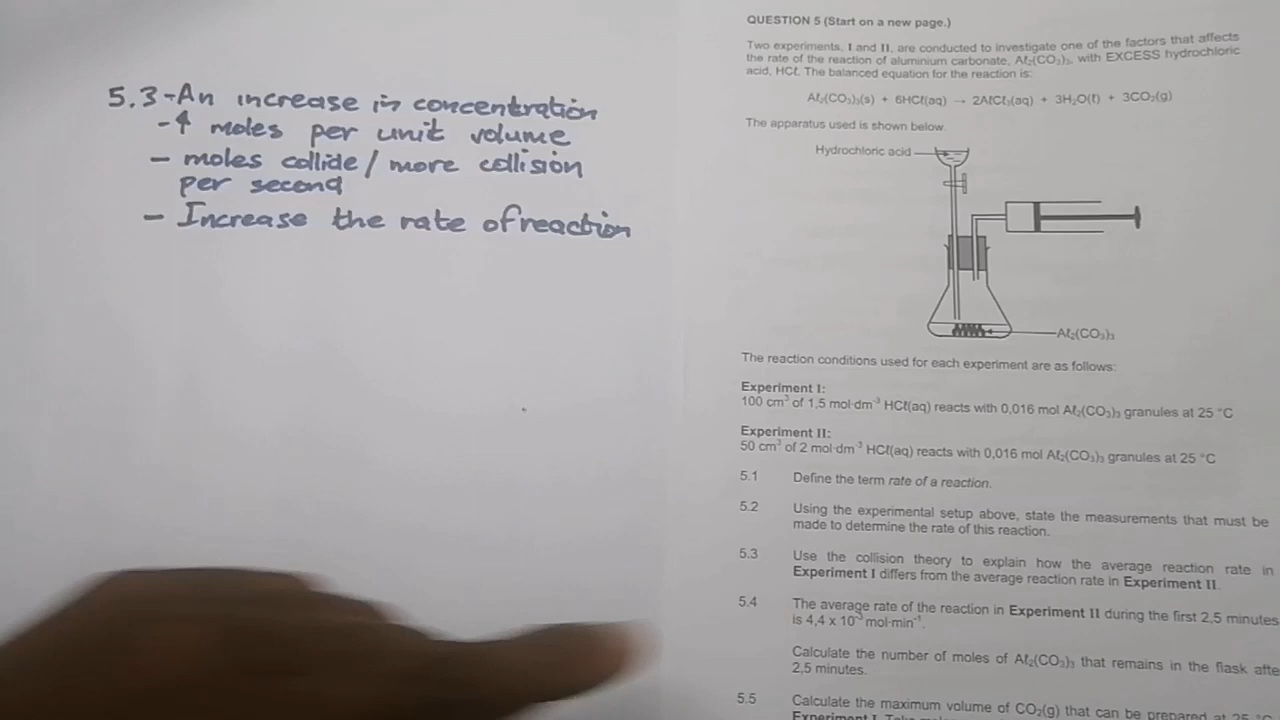 5.3-An increase in concentration
-↑ moles per unit volume
- moles collide / more collision
per second
- Increase the rate of reaction
QUESTION 5 (Start on a new page.)
Two experiments, I and II, are conducted to investigate one of the factors that affects
the rate of the reaction of aluminium carbonate, Aℓ₂(CO₃)₃, with EXCESS hydrochloric
acid, HCℓ. The balanced equation for the reaction is:
Aℓ₂(CO₃)₃(s) + 6HCℓ(aq) → 2AℓCℓ₃(aq) + 3H₂O(ℓ) + 3CO₂(g)
The apparatus used is shown below.
Hydrochloric acid
Aℓ₂(CO₃)₃
The reaction conditions used for each experiment are as follows:
Experiment I:
100 cm³ of 1,5 mol·dm⁻³ HCℓ(aq) reacts with 0,016 mol Aℓ₂(CO₃)₃ granules at 25 °C
Experiment II:
50 cm³ of 2 mol·dm⁻³ HCℓ(aq) reacts with 0,016 mol Aℓ₂(CO₃)₃ granules at 25 °C
5.1 Define the term rate of a reaction.
5.2 Using the experimental setup above, state the measurements that must be
made to determine the rate of this reaction.
5.3 Use the collision theory to explain how the average reaction rate in
Experiment I differs from the average reaction rate in Experiment II.
5.4 The average rate of the reaction in Experiment II during the first 2,5 minutes
is 4,4 x 10⁻³ mol·min⁻¹.
Calculate the number of moles of Aℓ₂(CO₃)₃ that remains in the flask afte
2,5 minutes.
5.5 Calculate the maximum volume of CO₂(g) that can be prepared at 25 °C
Experiment I. Take